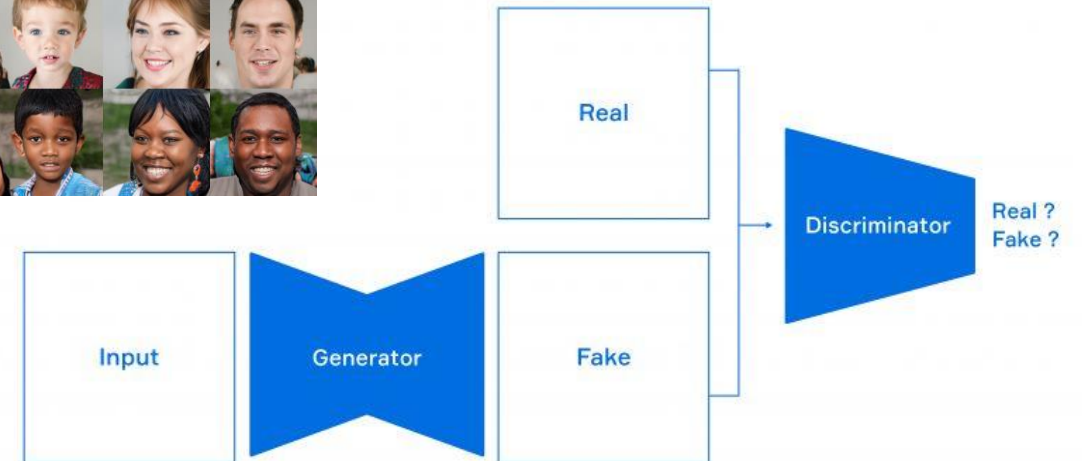 Real
Discriminator
Real ?
Fake ?
Input
Generator
Fake